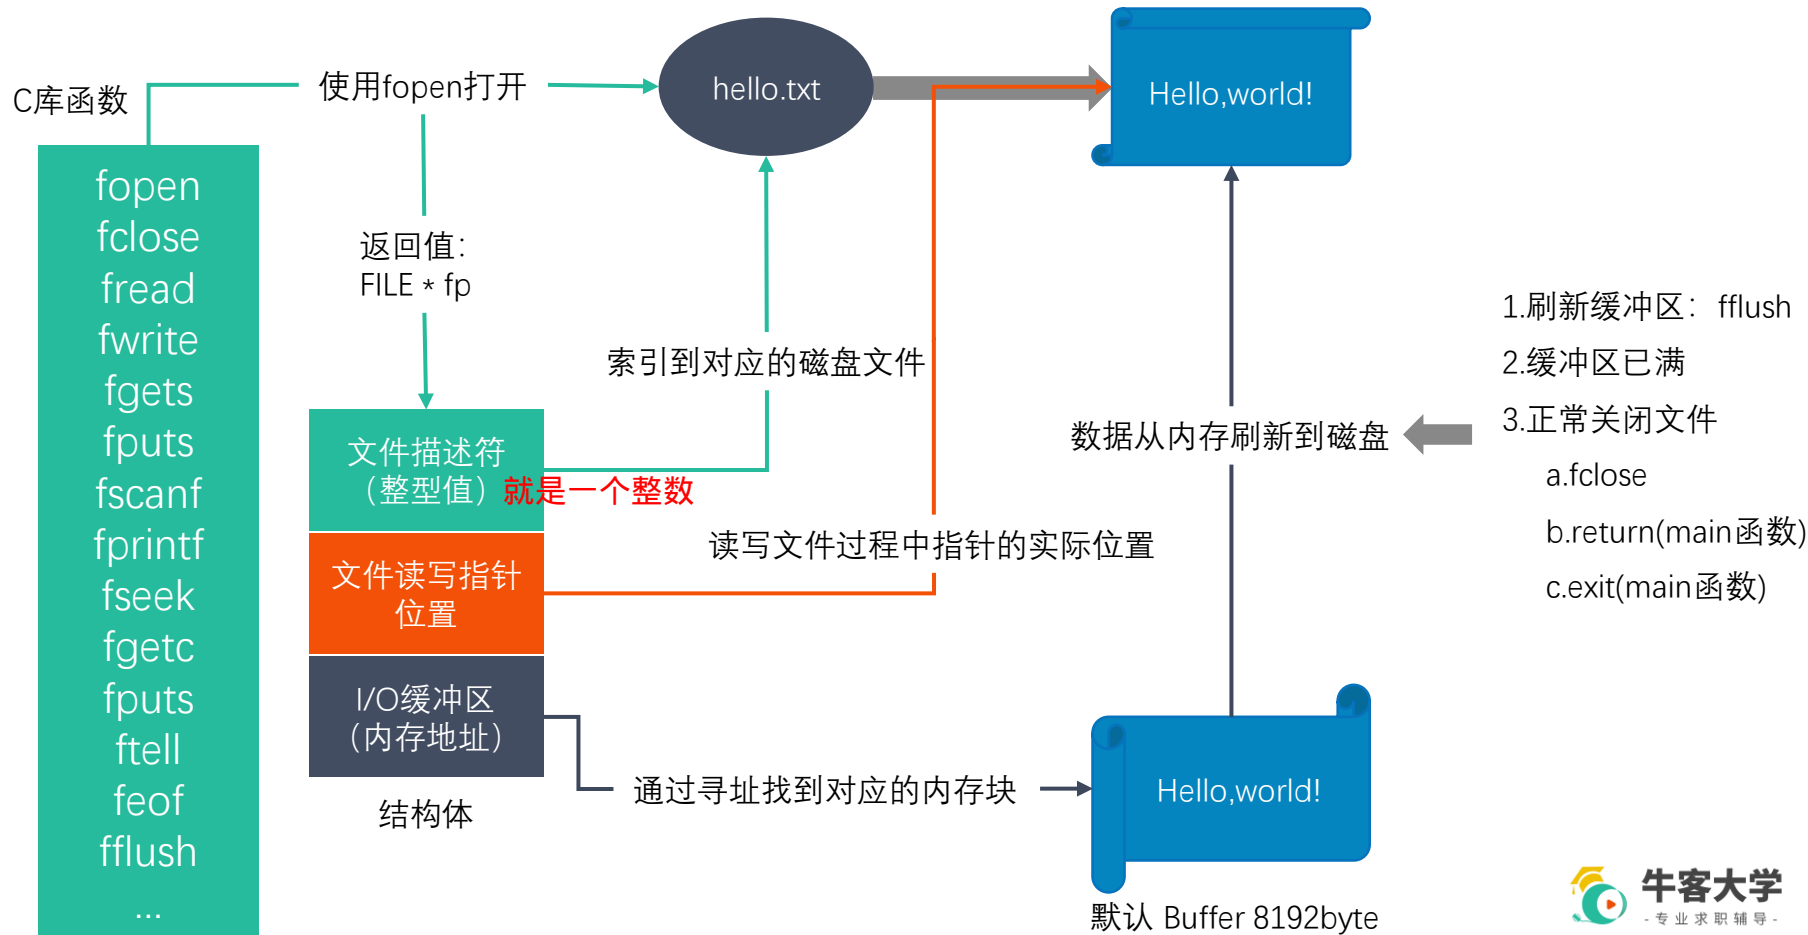 C库函数
fopen
fclose
fread
fwrite
fgets
fputs
fscanf
fprintf
fseek
fgetc
fputs
ftell
feof
fflush
...
使用fopen打开
返回值：
FILE * fp
文件描述符
（整型值）
就是一个整数
文件读写指针
位置
I/O缓冲区
（内存地址）
结构体
hello.txt
Hello,world!
索引到对应的磁盘文件
读写文件过程中指针的实际位置
数据从内存刷新到磁盘
1.刷新缓冲区：fflush
2.缓冲区已满
3.正常关闭文件
a.fclose
b.return(main函数)
c.exit(main函数)
通过寻址找到对应的内存块
Hello,world!
默认 Buffer 8192byte
牛客大学
-专业求职辅导-